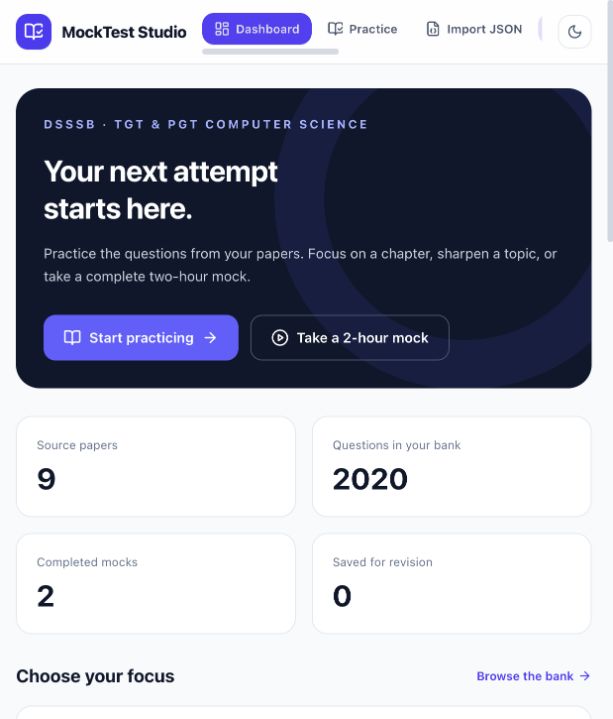 MockTest Studio
Dashboard
Practice
Import JSON
DSSSB · TGT & PGT COMPUTER SCIENCE
Your next attempt
starts here.
Practice the questions from your papers. Focus on a chapter, sharpen a topic, or
take a complete two-hour mock.
Start practicing →
Take a 2-hour mock
Source papers
9
Questions in your bank
2020
Completed mocks
2
Saved for revision
0
Choose your focus
Browse the bank →